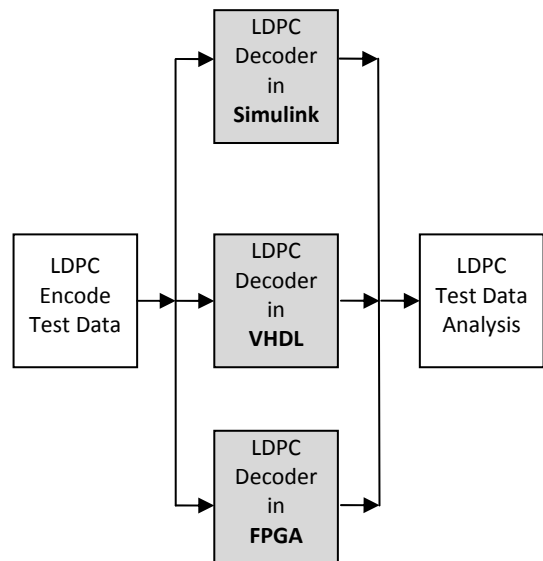 LDPC
Decoder
in
Simulink
LDPC
Encode
Test Data
LDPC
Decoder
in
VHDL
LDPC
Test Data
Analysis
LDPC
Decoder
in
FPGA